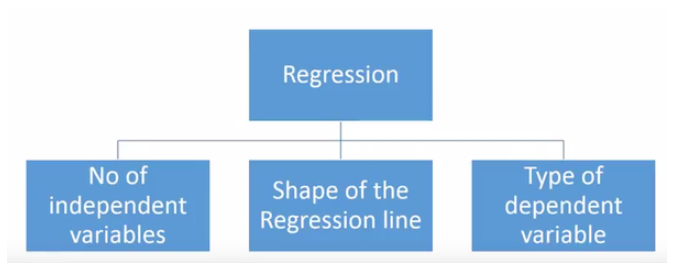 Regression
No of
independent
variables
Shape of the
Regression line
Type of
dependent
variable